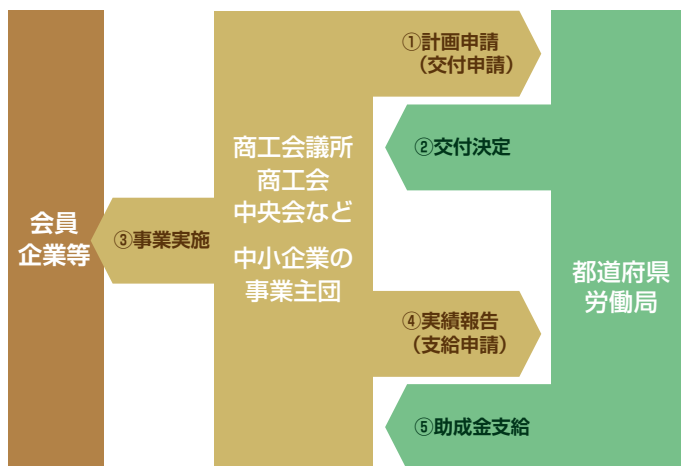 会員
企業等
③事業実施
商工会議所
商工会
中央会など
中小企業の
事業主団
①計画申請
（交付申請）
②交付決定
④実績報告
（支給申請）
⑤助成金支給
都道府県
労働局